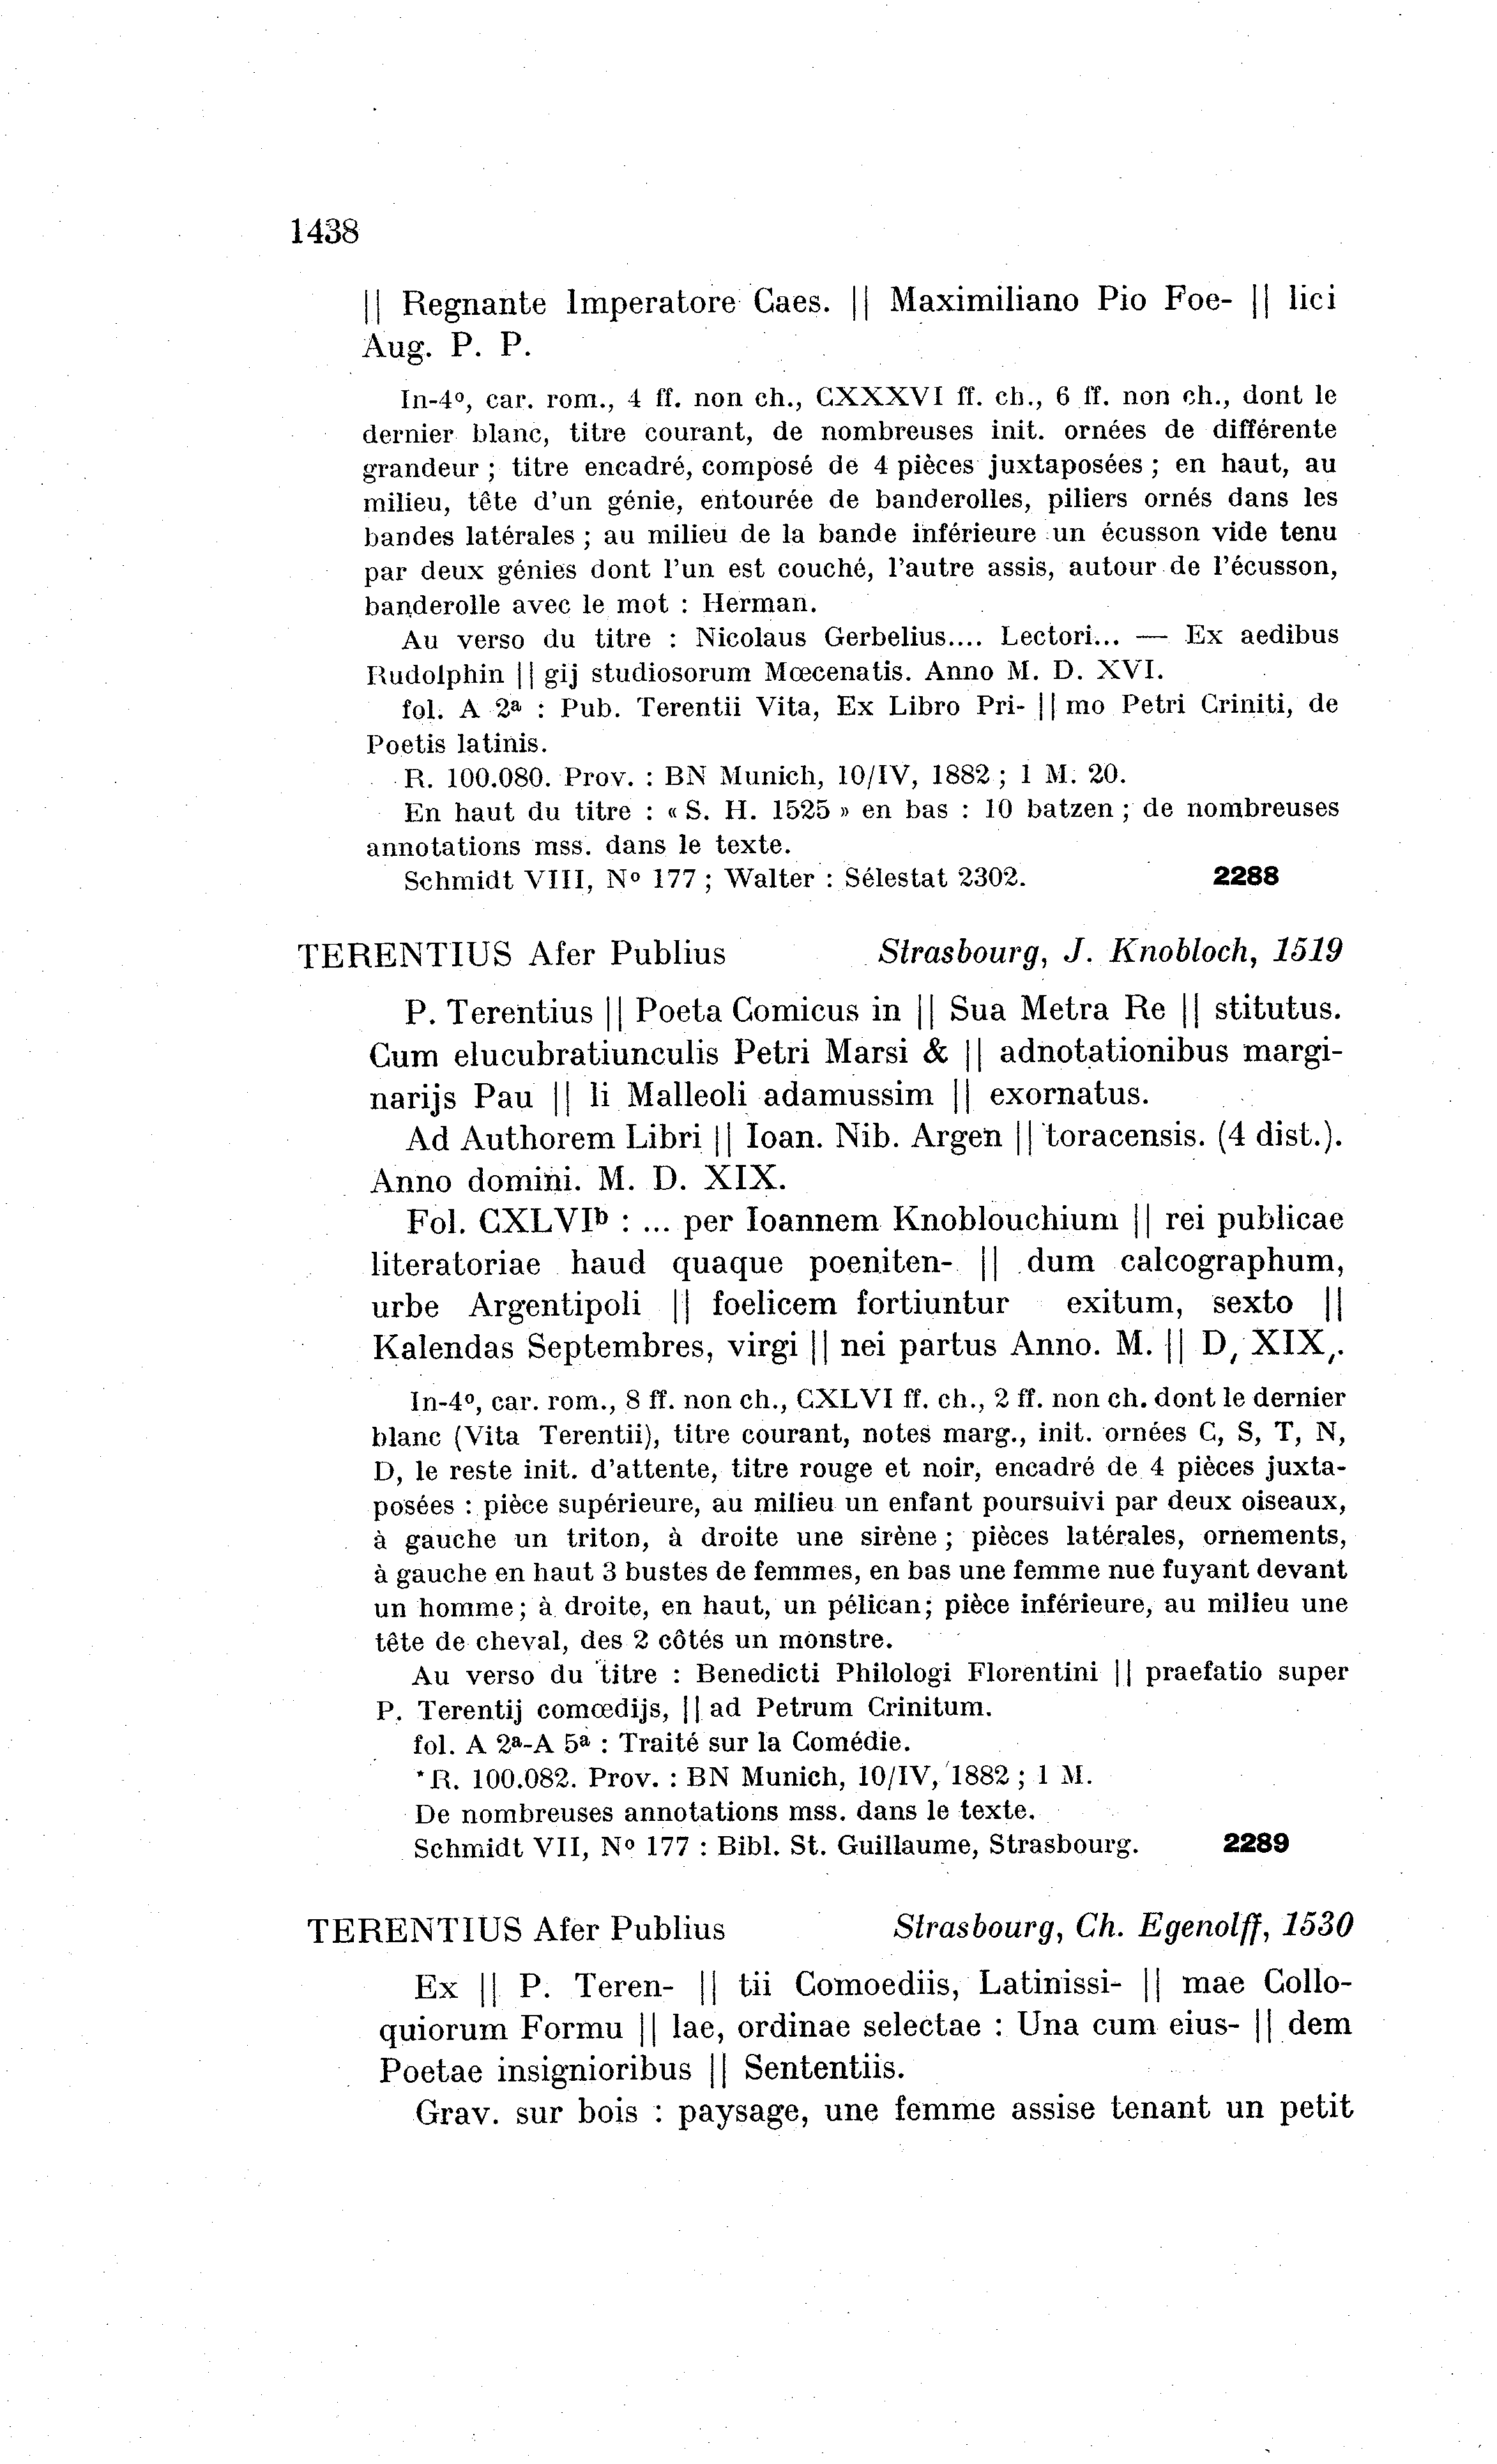 1438
|| Regnante Imperatore Caes. || Maximiliano Pio Foe- || lici
Aug. P. P.
In-4º, car. rom., 4 ff. non ch., CXXXVI ff. ch., 6 ff. non ch., dont le
dernier blanc, titre courant, de nombreuses init. ornées de différente
grandeur ; titre encadré, composé de 4 pièces juxtaposées ; en haut, au
milieu, tête d'un génie, entourée de banderolles, piliers ornés dans les
bandes latérales ; au milieu de la bande inférieure un écusson vide tenu
par deux génies dont l'un est couché, l'autre assis, autour de l'écusson,
banderolle avec le mot : Herman.
Au verso du titre : Nicolaus Gerbelius.... Lectori... — Ex aedibus
Rudolphin || gij studiosorum Mœcenatis. Anno M. D. XVI.
fol. A 2ª : Pub. Terentii Vita, Ex Libro Pri- || mo Petri Criniti, de
Poetis latinis.
R. 100.080. Prov. : BN Munich, 10/IV, 1882 ; 1 M. 20.
En haut du titre : « S. H. 1525 » en bas : 10 batzen ; de nombreuses
annotations mss. dans le texte.
Schmidt VIII, Nº 177 ; Walter : Sélestat 2302. 2288
TERENTIUS Afer Publius Strasbourg, J. Knobloch, 1519
P. Terentius || Poeta Comicus in || Sua Metra Re || stitutus.
Cum elucubratiunculis Petri Marsi & || adnotationibus margi-
narijs Pau || li Malleoli adamussim || exornatus.
Ad Authorem Libri || Ioan. Nib. Argen || toracensis. (4 dist.).
Anno domini. M. D. XIX.
Fol. CXLVIᵇ : ... per Ioannem Knoblouchium || rei publicae
literatoriae haud quaque poeniten- || dum calcographum,
urbe Argentipoli || foelicem fortiuntur exitum, sexto ||
Kalendas Septembres, virgi || nei partus Anno. M. || D, XIX,.
In-4º, car. rom., 8 ff. non ch., CXLVI ff. ch., 2 ff. non ch. dont le dernier
blanc (Vita Terentii), titre courant, notes marg., init. ornées C, S, T, N,
D, le reste init. d'attente, titre rouge et noir, encadré de 4 pièces juxta-
posées : pièce supérieure, au milieu un enfant poursuivi par deux oiseaux,
à gauche un triton, à droite une sirène ; pièces latérales, ornements,
à gauche en haut 3 bustes de femmes, en bas une femme nue fuyant devant
un homme; à droite, en haut, un pélican; pièce inférieure, au milieu une
tête de cheval, des 2 côtés un monstre.
Au verso du titre : Benedicti Philologi Florentini || praefatio super
P. Terentij comœdijs, || ad Petrum Crinitum.
fol. A 2ª-A 5ª : Traité sur la Comédie.
*R. 100.082. Prov. : BN Munich, 10/IV, 1882 ; 1 M.
De nombreuses annotations mss. dans le texte.
Schmidt VII, Nº 177 : Bibl. St. Guillaume, Strasbourg. 2289
TERENTIUS Afer Publius Strasbourg, Ch. Egenolff, 1530
Ex || P. Teren- || tii Comoediis, Latinissi- || mae Collo-
quiorum Formu || lae, ordinae selectae : Una cum eius- || dem
Poetae insignioribus || Sententiis.
Grav. sur bois : paysage, une femme assise tenant un petit